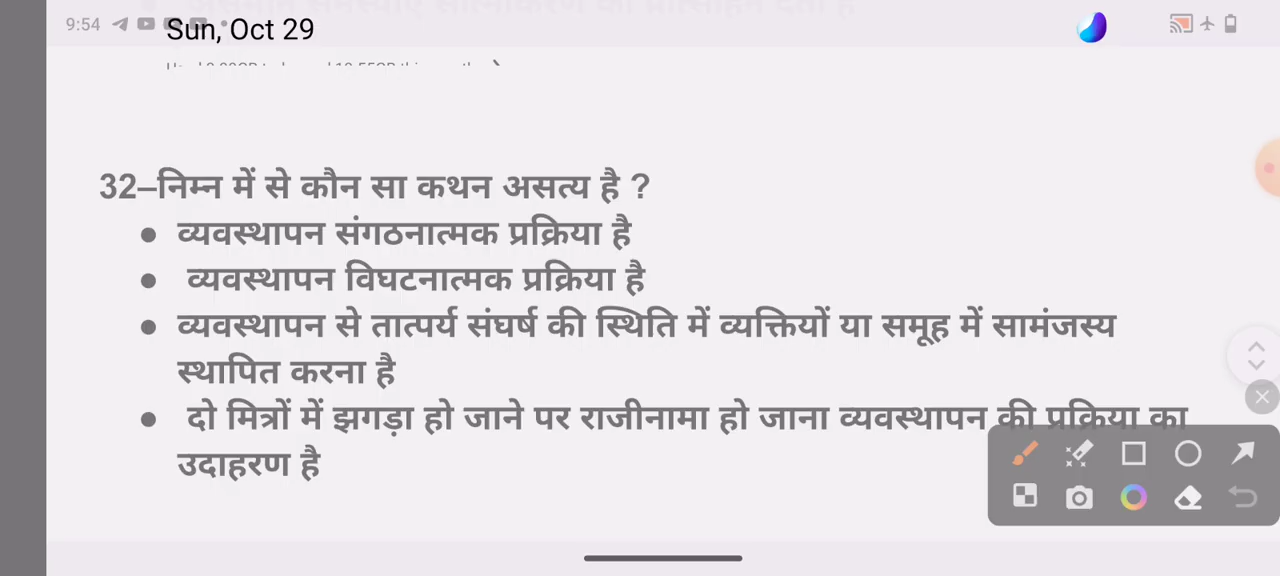 9:54
Sun, Oct 29
32–निम्न में से कौन सा कथन असत्य है ?
● व्यवस्थापन संगठनात्मक प्रक्रिया है
● व्यवस्थापन विघटनात्मक प्रक्रिया है
● व्यवस्थापन से तात्पर्य संघर्ष की स्थिति में व्यक्तियों या समूह में सामंजस्य
स्थापित करना है
● दो मित्रों में झगड़ा हो जाने पर राजीनामा हो जाना व्यवस्थापन की प्रक्रिया का
उदाहरण है